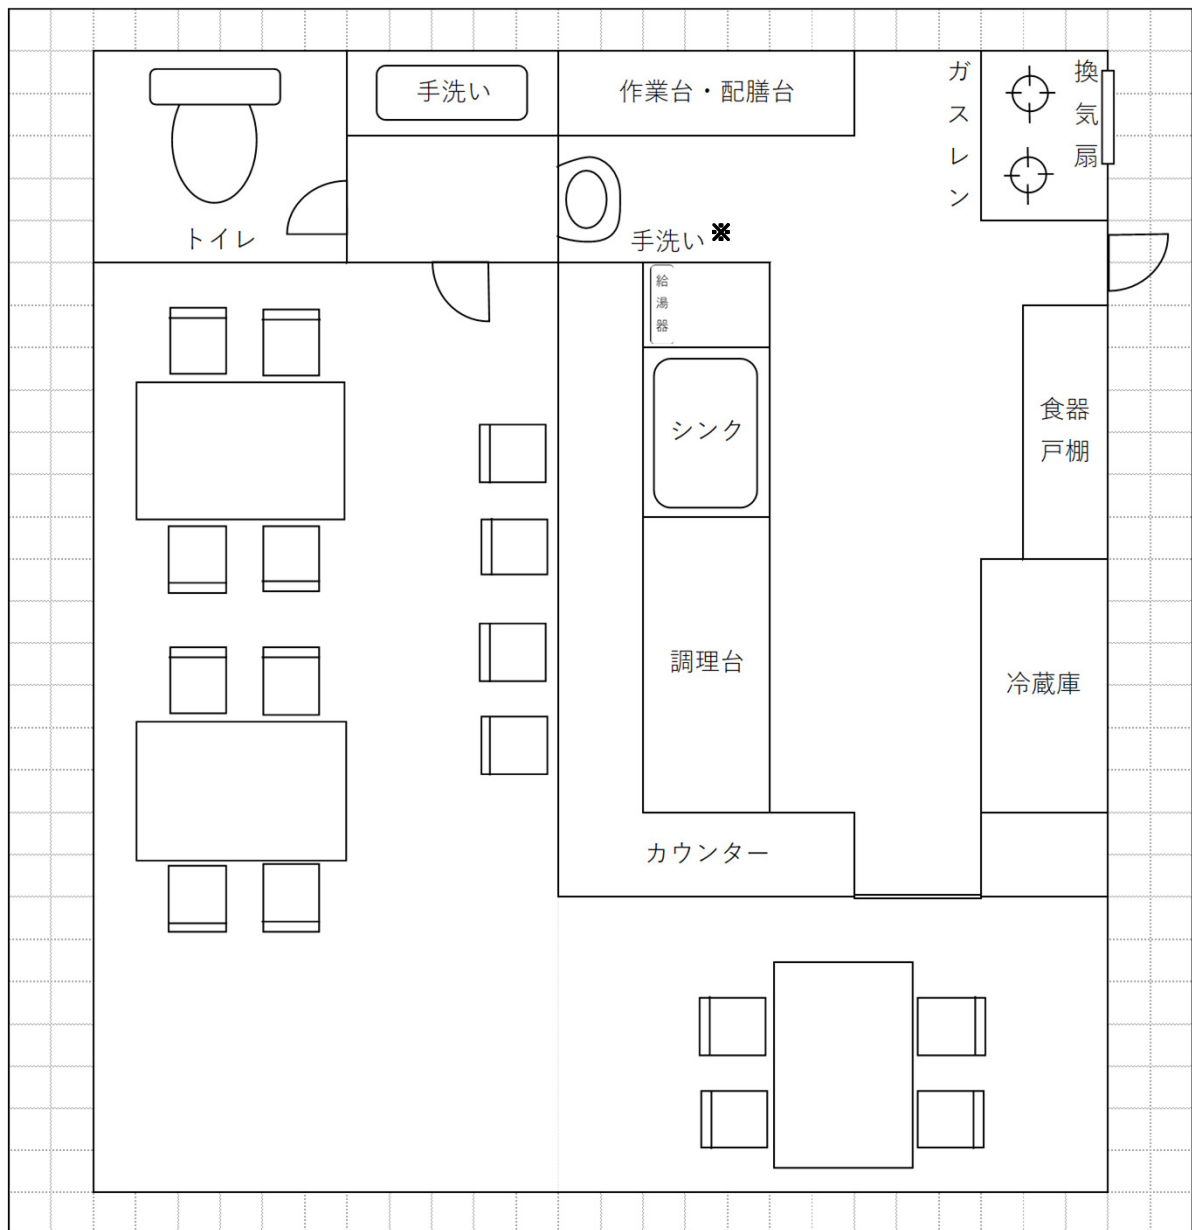 手洗い
作業台・配膳台
ガスレン
換気扇
トイレ
手洗い ※
給湯器
シンク
食器
戸棚
調理台
冷蔵庫
カウンター